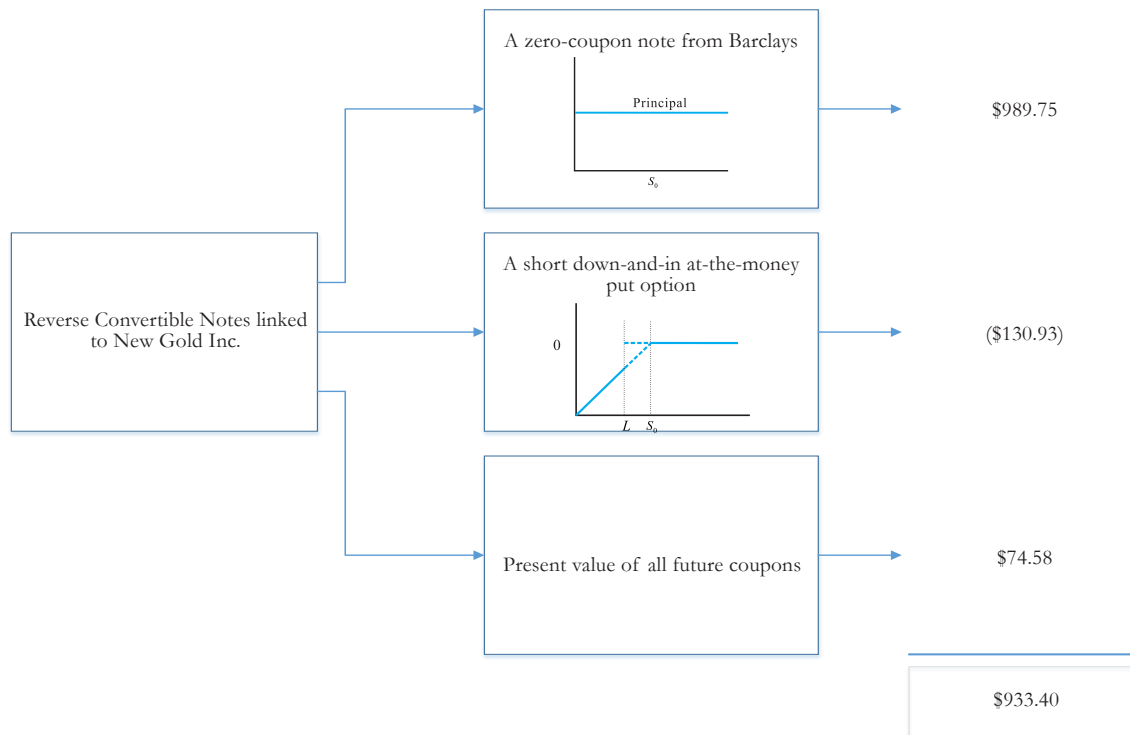 A zero-coupon note from Barclays
Principal
S₀
$989.75
Reverse Convertible Notes linked
to New Gold Inc.
A short down-and-in at-the-money
put option
0
L S₀
($130.93)
Present value of all future coupons
$74.58
$933.40